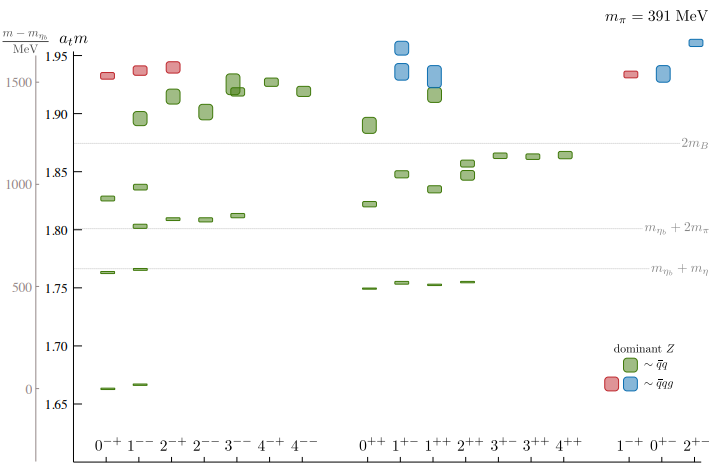 m_π = 391 MeV
m − m_{η_b}
MeV
a_t m
1.95
1500
1.90
2m_B
1.85
1000
1.80
m_{η_b} + 2m_π
m_{η_b} + m_η
500
1.75
1.70
dominant Z
∼ q̄q
∼ q̄qg
0
1.65
0^{−+} 1^{−−} 2^{−+} 2^{−−} 3^{−−} 4^{−+} 4^{−−} 0^{++} 1^{+−} 1^{++} 2^{++} 3^{+−} 3^{++} 4^{++} 1^{−+} 0^{+−} 2^{+−}